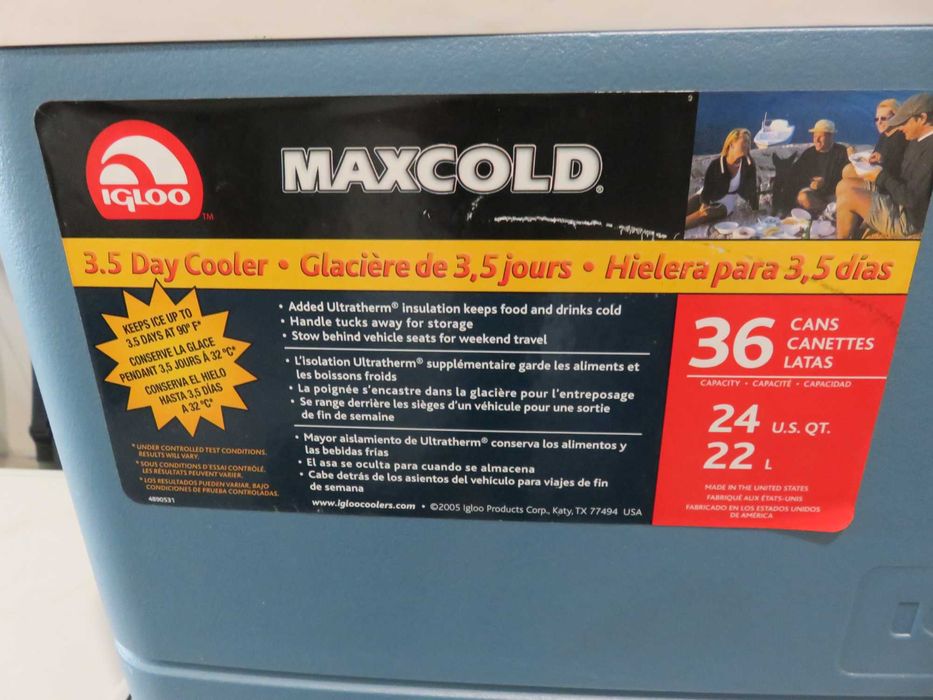 IGLOO™
MAXCOLD®
3.5 Day Cooler • Glacière de 3,5 jours • Hielera para 3,5 días
KEEPS ICE UP TO
3.5 DAYS AT 90° F*
CONSERVE LA GLACE
PENDANT 3,5 JOURS Á 32 °C*
CONSERVA EL HIELO
HASTA 3,5 DÍAS
A 32 °C*
* UNDER CONTROLLED TEST CONDITIONS.
RESULTS WILL VARY.
* SOUS CONDITIONS D'ESSAI CONTRÔLÉ,
LES RÉSULTATS PEUVENT VARIER.
* LOS RESULTADOS PUEDEN VARIAR, BAJO
CONDICIONES DE PRUEBA CONTROLADAS.
4890531
• Added Ultratherm® insulation keeps food and drinks cold
• Handle tucks away for storage
• Stow behind vehicle seats for weekend travel
• L'isolation Ultratherm® supplémentaire garde les aliments et
les boissons froids
• La poignée s'encastre dans la glacière pour l'entreposage
• Se range derrière les sièges d'un véhicule pour une sortie
de fin de semaine
• Mayor aislamiento de Ultratherm® conserva los alimentos y
las bebidas frías
• El asa se oculta para cuando se almacena
• Cabe detrás de los asientos del vehículo para viajes de fin
de semana
www.igloocoolers.com • ©2005 Igloo Products Corp., Katy, TX 77494 USA
36 CANS
CANETTES
LATAS
CAPACITY • CAPACITÉ • CAPACIDAD
24 U.S. QT.
22 L
MADE IN THE UNITED STATES
FABRIQUÉ AUX ÉTATS-UNIS
FABRICADO EN LOS ESTADOS UNIDOS
DE AMÉRICA